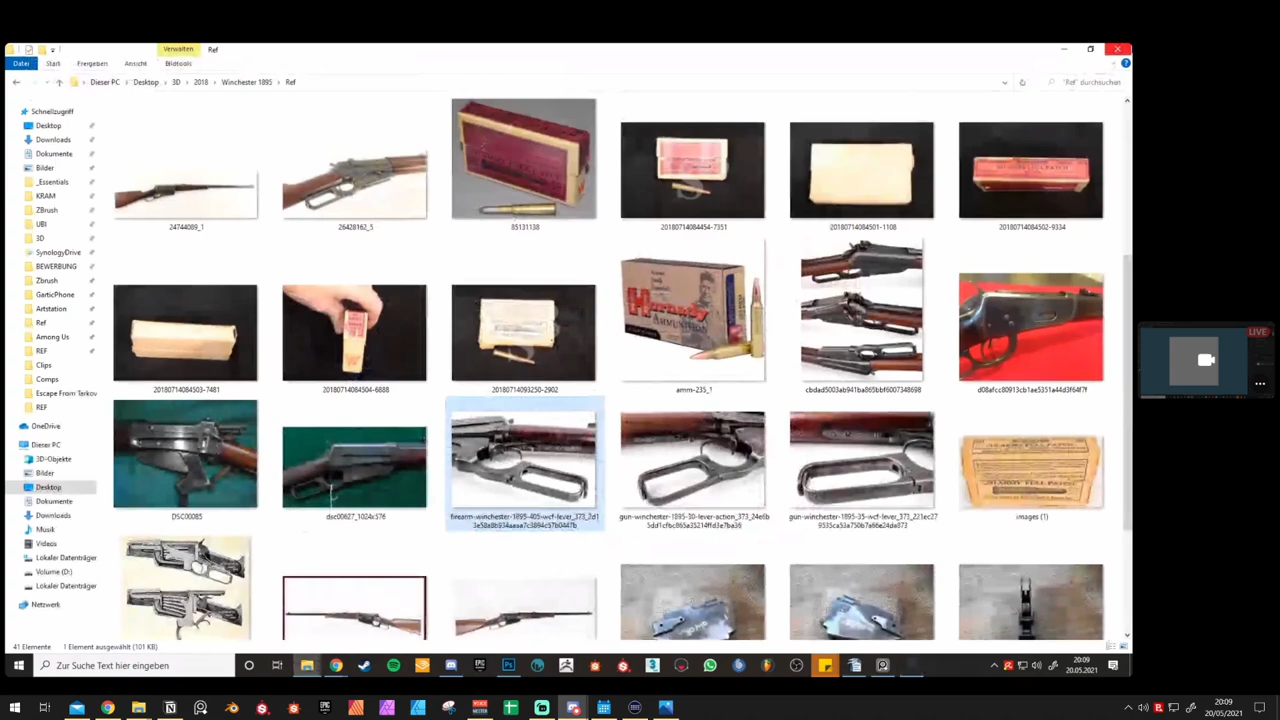 Verwalten
Ref
Datei
Start
Freigeben
Ansicht
Bildtools
Dieser PC
Desktop
3D
2018
Winchester 1895
Ref
"Ref" durchsuchen
Schnellzugriff
Desktop
Downloads
Dokumente
Bilder
_Essentials
KRAM
ZBrush
UBI
3D
SynologyDrive
BEWERBUNG
Zbrush
GarticPhone
Artstation
Ref
Among Us
REF
Clips
Comps
Escape From Tarkov
REF
OneDrive
Dieser PC
3D-Objekte
Bilder
Desktop
Dokumente
Downloads
Musik
Videos
Lokaler Datenträger
Volume (D:)
Lokaler Datenträger
Netzwerk
24744089_1
26428162_5
85131138
20180714084454-7351
20180714084501-1108
20180714084502-9334
Hornady
AMMUNITION
20180714084503-7481
20180714084504-6888
20180714093250-2902
amm-235_1
cbdad5003ab941ba865bbf6007348698
d08afcc80913cb1ae5351a44d3f64f7f
DSC00085
dsc00627_1024x576
images (1)
LIVE
41 Elemente
1 Element ausgewählt (101 KB)
Zur Suche Text hier eingeben
20:09
20.05.2021
20:09
20/05/2021